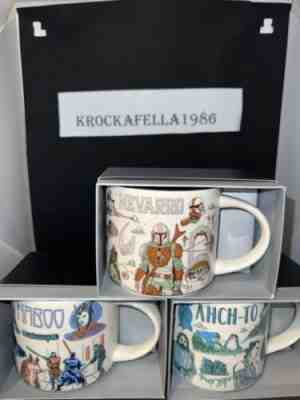 KROCKAFELLA1986
NEVARRO
NABOO
AHCH-TO